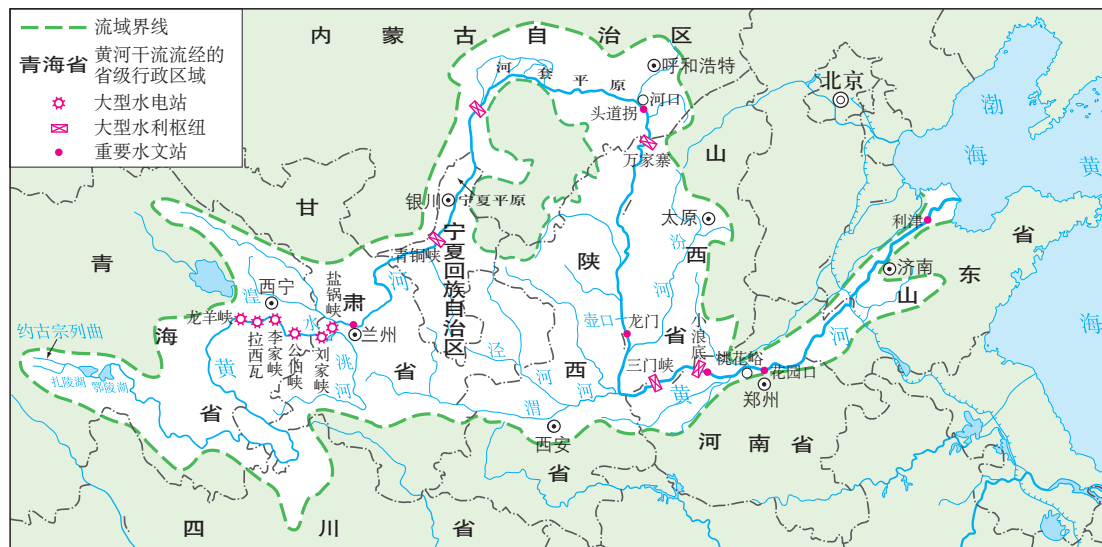 流域界线
青海省
黄河干流流经的
省级行政区域
大型水电站
大型水利枢纽
重要水文站
内蒙古自治区
呼和浩特
河套平原
河口
头道拐
万家寨
北京
渤海
黄海
山西省
太原
汾河
甘肃省
银川
宁夏平原
宁夏回族自治区
青铜峡
陕西省
利津
济南
山东省
青海省
西宁
湟水
龙羊峡
拉西瓦
李家峡
公伯峡
刘家峡
盐锅峡
兰州
洮河
约古宗列曲
扎陵湖
鄂陵湖
黄河
泾河
渭河
西安
壶口
龙门
三门峡
小浪底
桃花峪
花园口
郑州
黄河
河南省
四川省